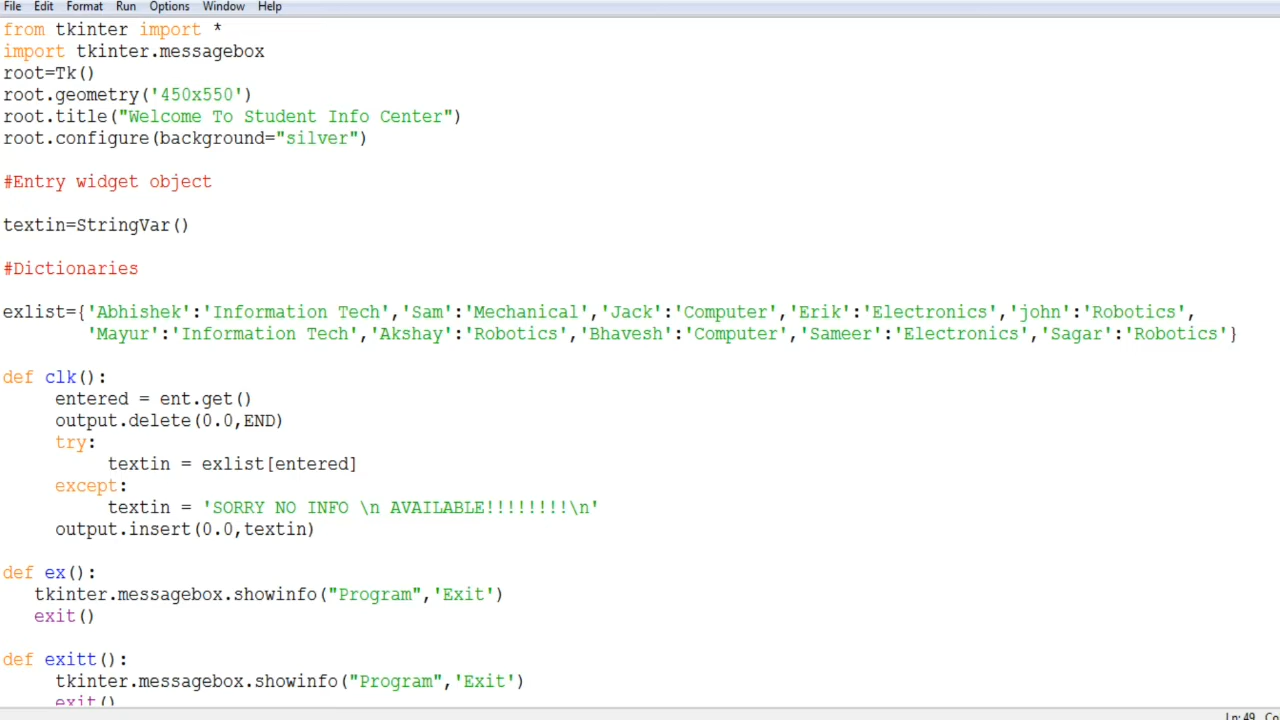 File Edit Format Run Options Window Help
from tkinter import *
import tkinter.messagebox
root=Tk()
root.geometry('450x550')
root.title("Welcome To Student Info Center")
root.configure(background="silver")
#Entry widget object
textin=StringVar()
#Dictionaries
exlist={'Abhishek':'Information Tech','Sam':'Mechanical','Jack':'Computer','Erik':'Electronics','john':'Robotics',
'Mayur':'Information Tech','Akshay':'Robotics','Bhavesh':'Computer','Sameer':'Electronics','Sagar':'Robotics'}
def clk():
entered = ent.get()
output.delete(0.0,END)
try:
textin = exlist[entered]
except:
textin = 'SORRY NO INFO \n AVAILABLE!!!!!!!!\n'
output.insert(0.0,textin)
def ex():
tkinter.messagebox.showinfo("Program",'Exit')
exit()
def exitt():
tkinter.messagebox.showinfo("Program",'Exit')
exit()
Ln: 49 Co